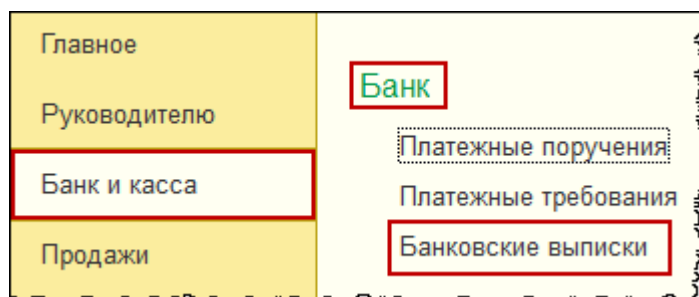 Главное
Руководителю
Банк и касса
Продажи
Банк
Платежные поручения
Платежные требования
Банковские выписки